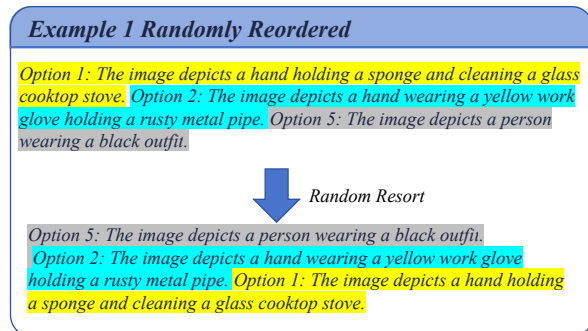 Example 1 Randomly Reordered
Option 1: The image depicts a hand holding a sponge and cleaning a glass
cooktop stove. Option 2: The image depicts a hand wearing a yellow work
glove holding a rusty metal pipe. Option 5: The image depicts a person
wearing a black outfit.
Random Resort
Option 5: The image depicts a person wearing a black outfit.
Option 2: The image depicts a hand wearing a yellow work glove
holding a rusty metal pipe. Option 1: The image depicts a hand holding
a sponge and cleaning a glass cooktop stove.